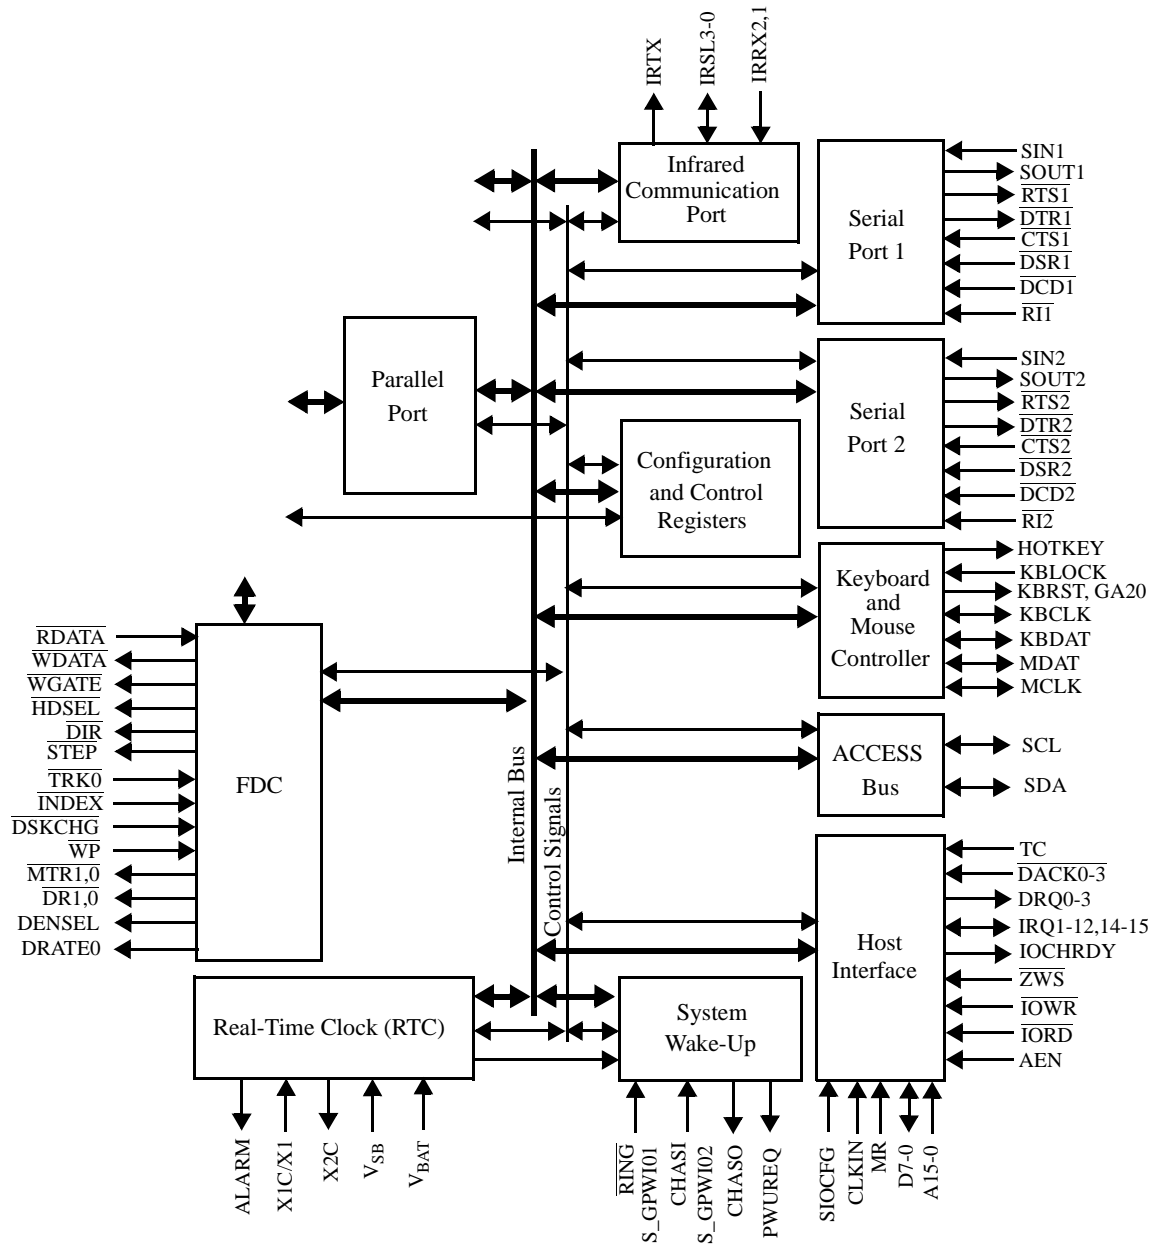 IRTX
IRSL3-0
IRRX2,1
Infrared
Communication
Port
Serial
Port 1
SIN1
SOUT1
RTS1
DTR1
CTS1
DSR1
DCD1
RI1
Parallel
Port
Serial
Port 2
SIN2
SOUT2
RTS2
DTR2
CTS2
DSR2
DCD2
RI2
Configuration
and Control
Registers
Keyboard
and
Mouse
Controller
HOTKEY
KBLOCK
KBRST, GA20
KBCLK
KBDAT
MDAT
MCLK
RDATA
WDATA
WGATE
HDSEL
DIR
STEP
TRK0
INDEX
DSKCHG
WP
MTR1,0
DR1,0
DENSEL
DRATE0
FDC
Internal Bus
Control Signals
ACCESS
Bus
SCL
SDA
Host
Interface
TC
DACK0-3
DRQ0-3
IRQ1-12,14-15
IOCHRDY
ZWS
IOWR
IORD
AEN
Real-Time Clock (RTC)
System
Wake-Up
ALARM
X1C/X1
X2C
VSB
VBAT
RING
S_GPWI01
CHASI
S_GPWI02
CHASO
PWUREQ
SIOCFG
CLKIN
MR
D7-0
A15-0